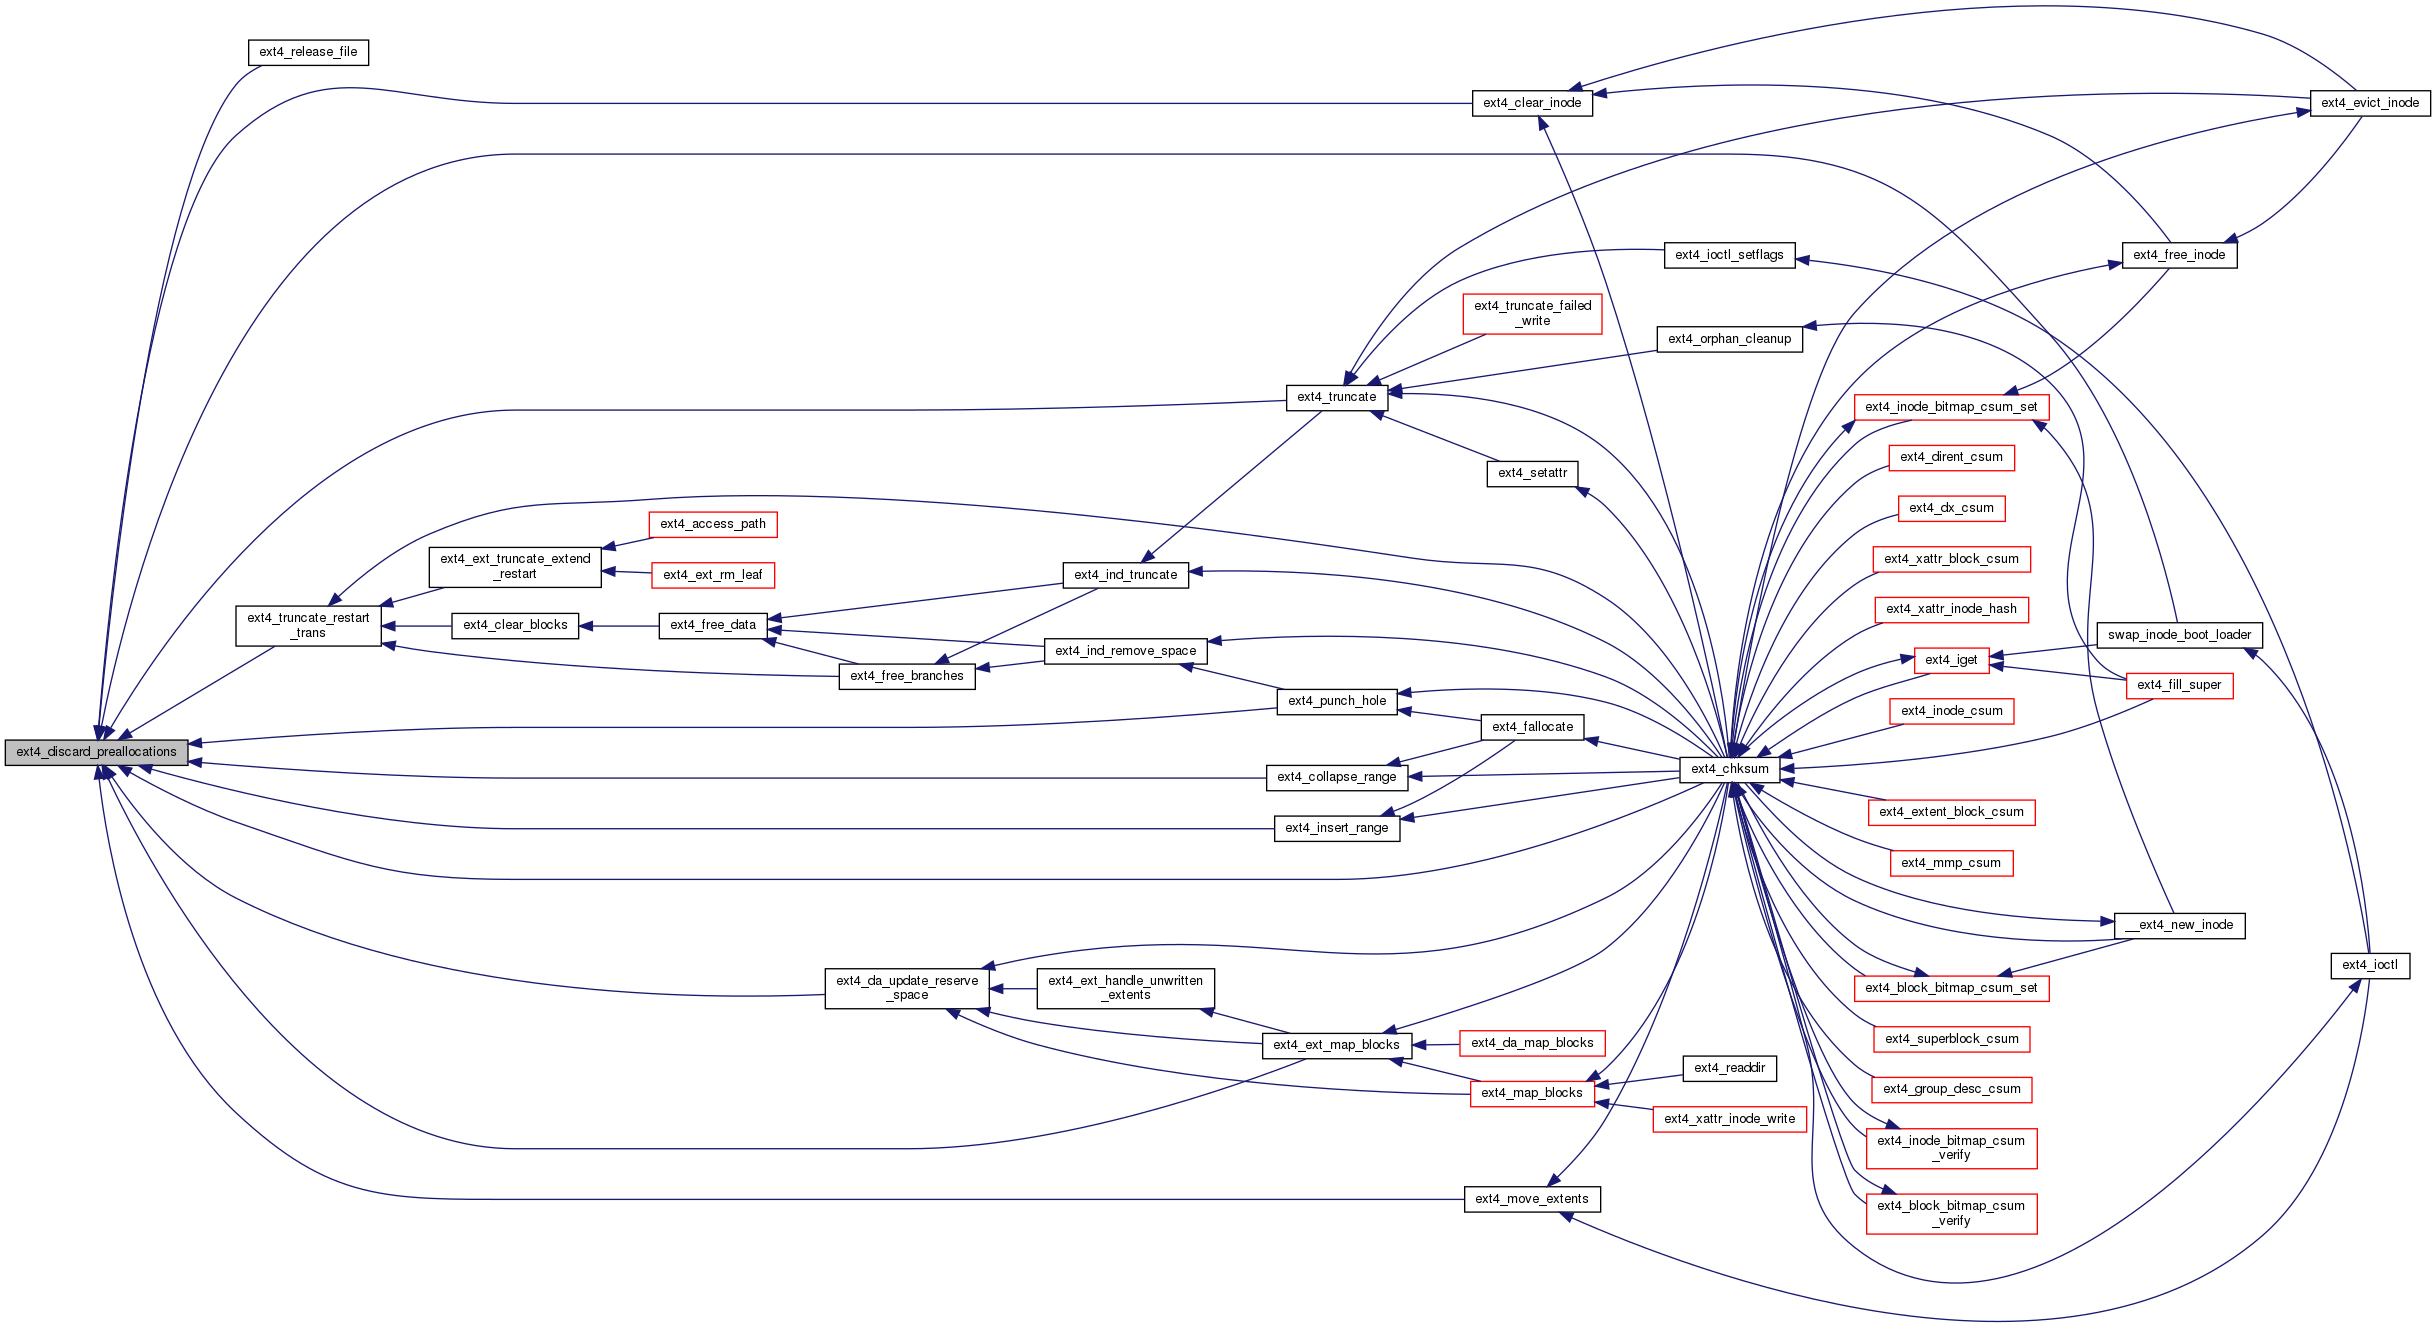 ext4_release_file
ext4_clear_inode
ext4_evict_inode
ext4_free_inode
ext4_ioctl_setflags
ext4_truncate_failed
_write
ext4_orphan_cleanup
ext4_truncate
ext4_inode_bitmap_csum_set
ext4_dirent_csum
ext4_setattr
ext4_dx_csum
ext4_access_path
ext4_ext_truncate_extend
_restart
ext4_xattr_block_csum
ext4_ext_rm_leaf
ext4_ind_truncate
ext4_xattr_inode_hash
ext4_truncate_restart
_trans
ext4_clear_blocks
ext4_free_data
swap_inode_boot_loader
ext4_ind_remove_space
ext4_iget
ext4_free_branches
ext4_fill_super
ext4_punch_hole
ext4_inode_csum
ext4_fallocate
ext4_discard_preallocations
ext4_chksum
ext4_collapse_range
ext4_extent_block_csum
ext4_insert_range
ext4_mmp_csum
__ext4_new_inode
ext4_ioctl
ext4_da_update_reserve
_space
ext4_ext_handle_unwritten
_extents
ext4_block_bitmap_csum_set
ext4_superblock_csum
ext4_ext_map_blocks
ext4_da_map_blocks
ext4_readdir
ext4_map_blocks
ext4_group_desc_csum
ext4_xattr_inode_write
ext4_inode_bitmap_csum
_verify
ext4_move_extents
ext4_block_bitmap_csum
_verify